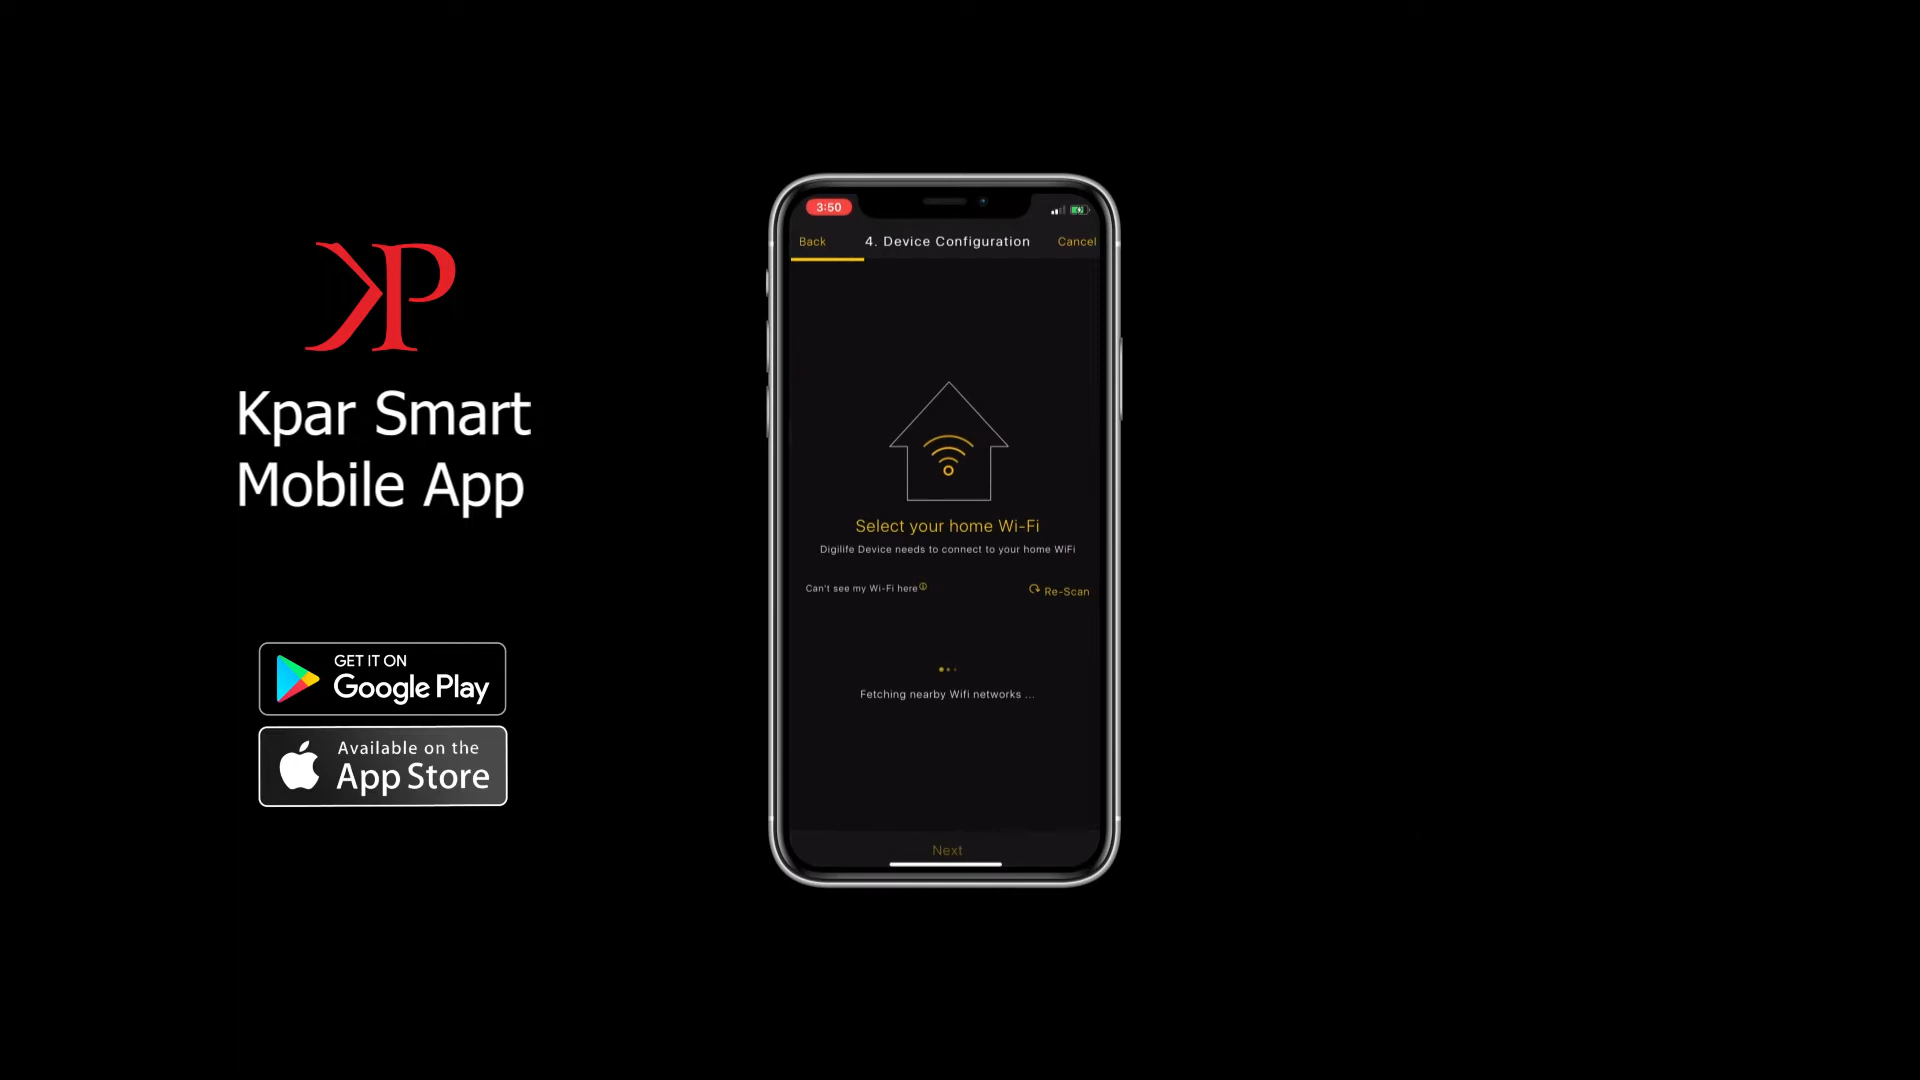 KP
Kpar Smart
Mobile App
GET IT ON
Google Play
Available on the
App Store
3:50
Back
4. Device Configuration
Cancel
Select your home Wi-Fi
Digilife Device needs to connect to your home WiFi
Can't see my Wi-Fi here
Re-Scan
Fetching nearby Wifi networks ...
Next